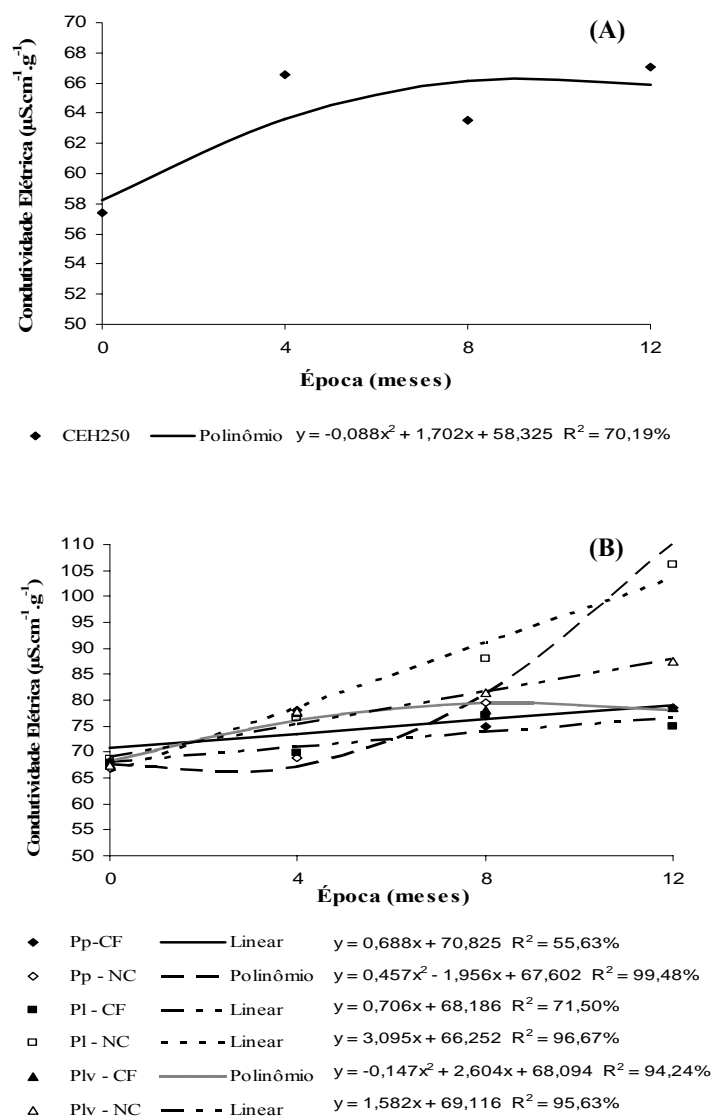 (A)
Condutividade Elétrica (µS.cm⁻¹.g⁻¹)
70
68
66
64
62
60
58
56
54
52
50
0 4 8 12
Época (meses)
CEH250 Polinômio y = -0,088x² + 1,702x + 58,325 R² = 70,19%
(B)
Condutividade Elétrica (µS.cm⁻¹.g⁻¹)
110
105
100
95
90
85
80
75
70
65
60
55
50
0 4 8 12
Época (meses)
Pp-CF Linear y = 0,688x + 70,825 R² = 55,63%
Pp - NC Polinômio y = 0,457x² - 1,956x + 67,602 R² = 99,48%
Pl - CF Linear y = 0,706x + 68,186 R² = 71,50%
Pl - NC Linear y = 3,095x + 66,252 R² = 96,67%
Plv - CF Polinômio y = -0,147x² + 2,604x + 68,094 R² = 94,24%
Plv - NC Linear y = 1,582x + 69,116 R² = 95,63%